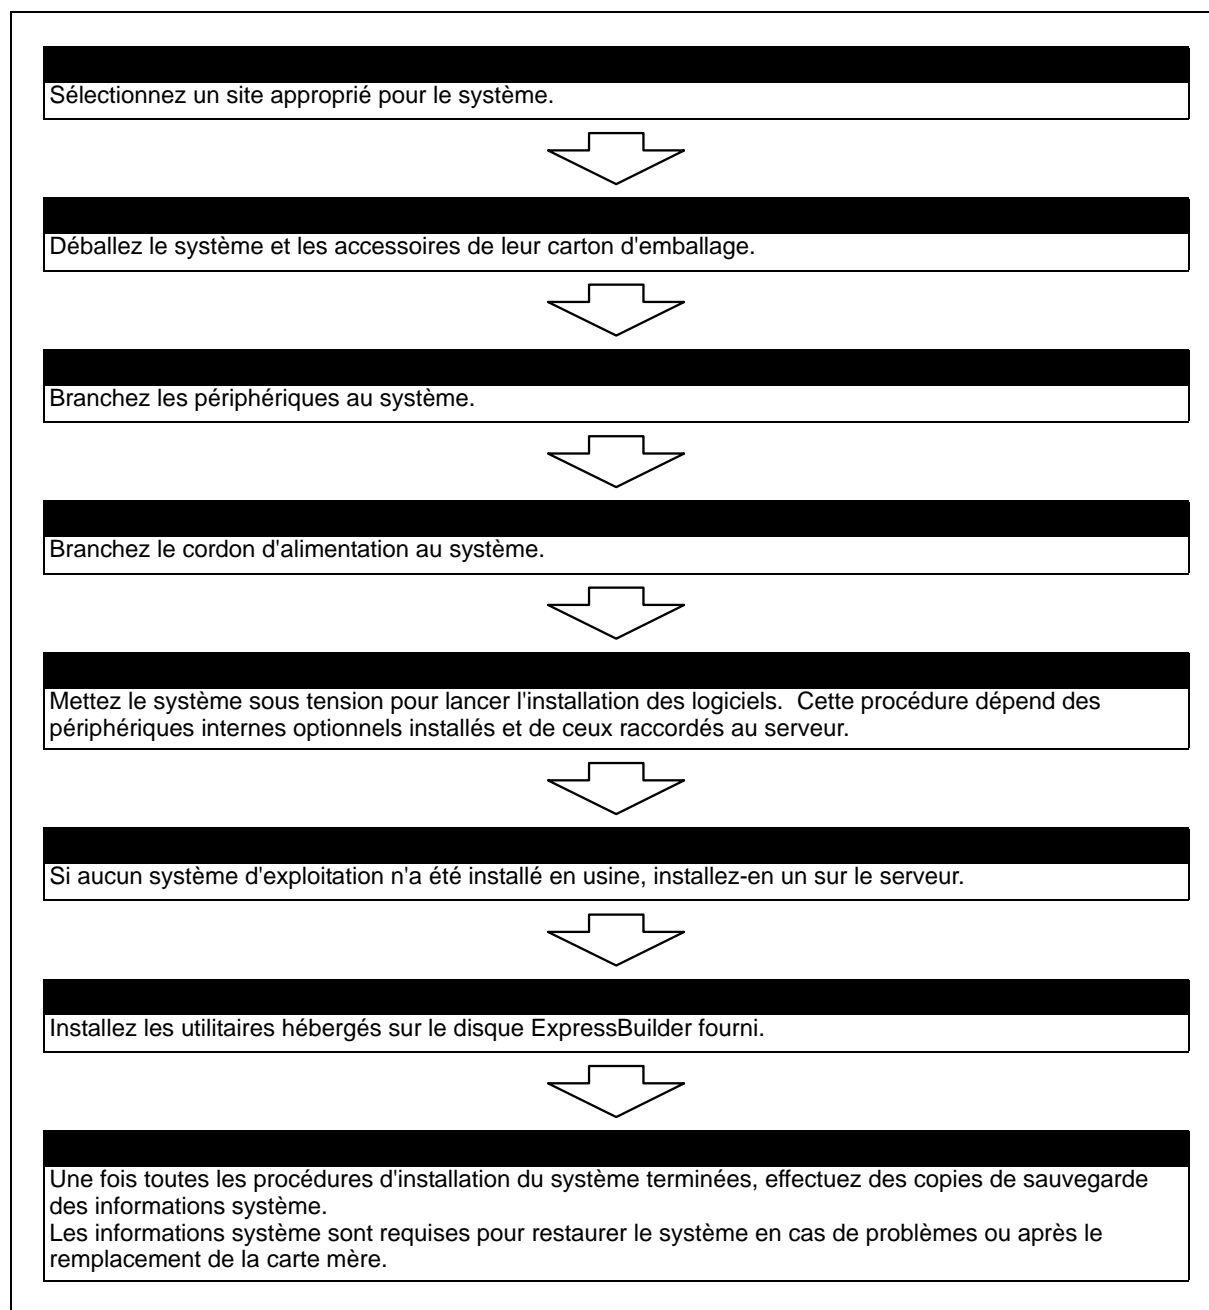 Sélectionnez un site approprié pour le système.
Déballez le système et les accessoires de leur carton d'emballage.
Branchez les périphériques au système.
Branchez le cordon d'alimentation au système.
Mettez le système sous tension pour lancer l'installation des logiciels.  Cette procédure dépend des
périphériques internes optionnels installés et de ceux raccordés au serveur.
Si aucun système d'exploitation n'a été installé en usine, installez-en un sur le serveur.
Installez les utilitaires hébergés sur le disque ExpressBuilder fourni.
Une fois toutes les procédures d'installation du système terminées, effectuez des copies de sauvegarde
des informations système.
Les informations système sont requises pour restaurer le système en cas de problèmes ou après le
remplacement de la carte mère.